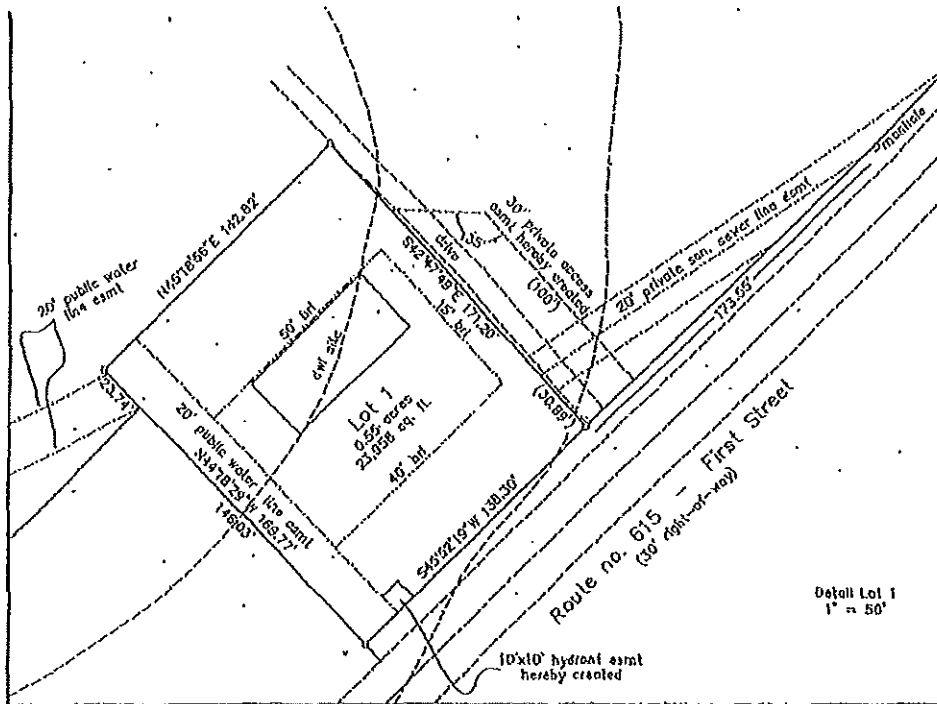 20' public water
line esmt
N45°18'56"E 142.82'
23.74'
20' public water line esmt
N44°18'29"W 169.77'
146.03'
50' brl
dwl site
Lot 1
0.55 acres
23,858 sq. ft.
40' brl
15' brl
S42°47'49"E 171.20'
d/w
35'
30' private access
esmt hereby created
(100')
20' private san. sewer line esmt
manhole
173.55'
(30.89')
S45°52'19"W 138.30'
Route no. 615 - First Street
(30' right-of-way)
10'x10' hydrant esmt
hereby created
Detail Lot 1
1" = 50'